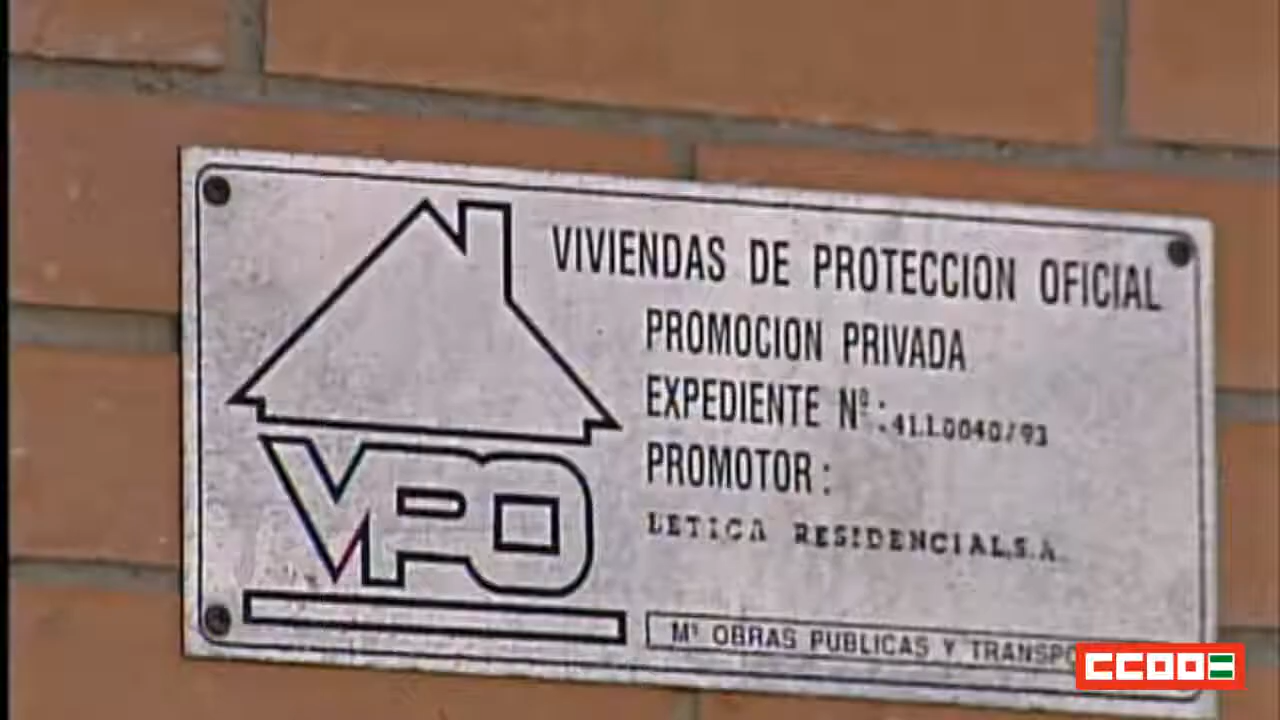 VIVIENDAS DE PROTECCION OFICIAL
PROMOCION PRIVADA
EXPEDIENTE Nº: 41.1.0040/93
PROMOTOR:
LETICA RESIDENCIAL,S.A.
VPO
Mº OBRAS PUBLICAS Y
CCOO